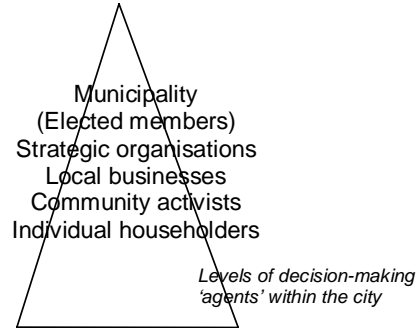 Municipality
(Elected members)
Strategic organisations
Local businesses
Community activists
Individual householders
Levels of decision-making
‘agents’ within the city